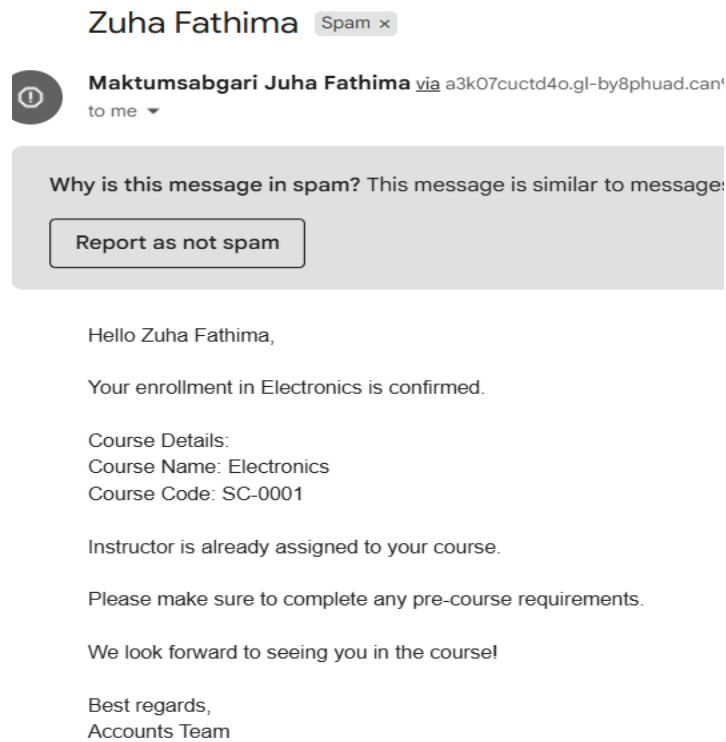 Zuha Fathima Spam ×
Maktumsabgari Juha Fathima via a3k07cuctd4o.gl-by8phuad.can
to me
Why is this message in spam? This message is similar to messages
Report as not spam
Hello Zuha Fathima,
Your enrollment in Electronics is confirmed.
Course Details:
Course Name: Electronics
Course Code: SC-0001
Instructor is already assigned to your course.
Please make sure to complete any pre-course requirements.
We look forward to seeing you in the course!
Best regards,
Accounts Team